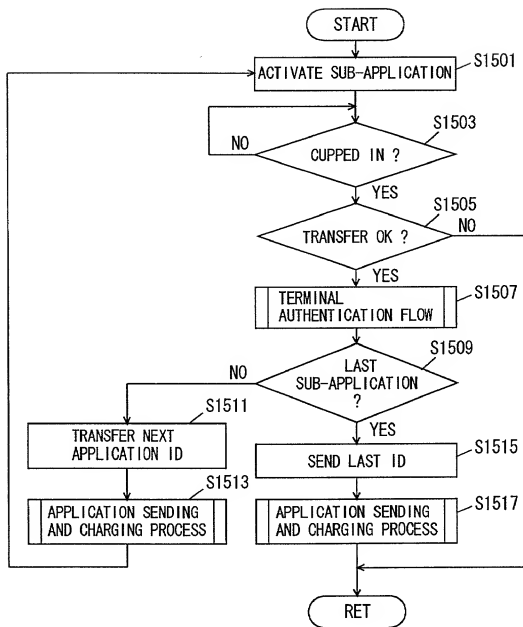 START
ACTIVATE SUB-APPLICATION
S1501
S1503
CUPPED IN ?
NO
YES
S1505
TRANSFER OK ?
NO
YES
TERMINAL
AUTHENTICATION FLOW
S1507
S1509
LAST
SUB-APPLICATION
?
NO
YES
S1511
TRANSFER NEXT
APPLICATION ID
SEND LAST ID
S1515
S1513
APPLICATION SENDING
AND CHARGING PROCESS
APPLICATION SENDING
AND CHARGING PROCESS
S1517
RET